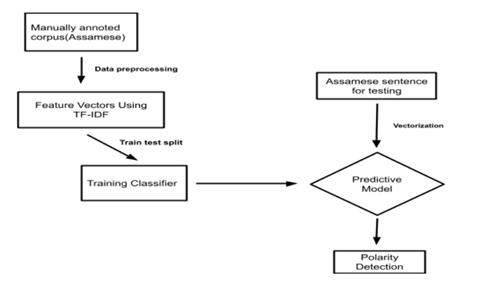 Manually annoted
corpus(Assamese)
Data preprocessing
Feature Vectors Using
TF-IDF
Train test split
Training Classifier
Assamese sentence
for testing
Vectorization
Predictive
Model
Polarity
Detection